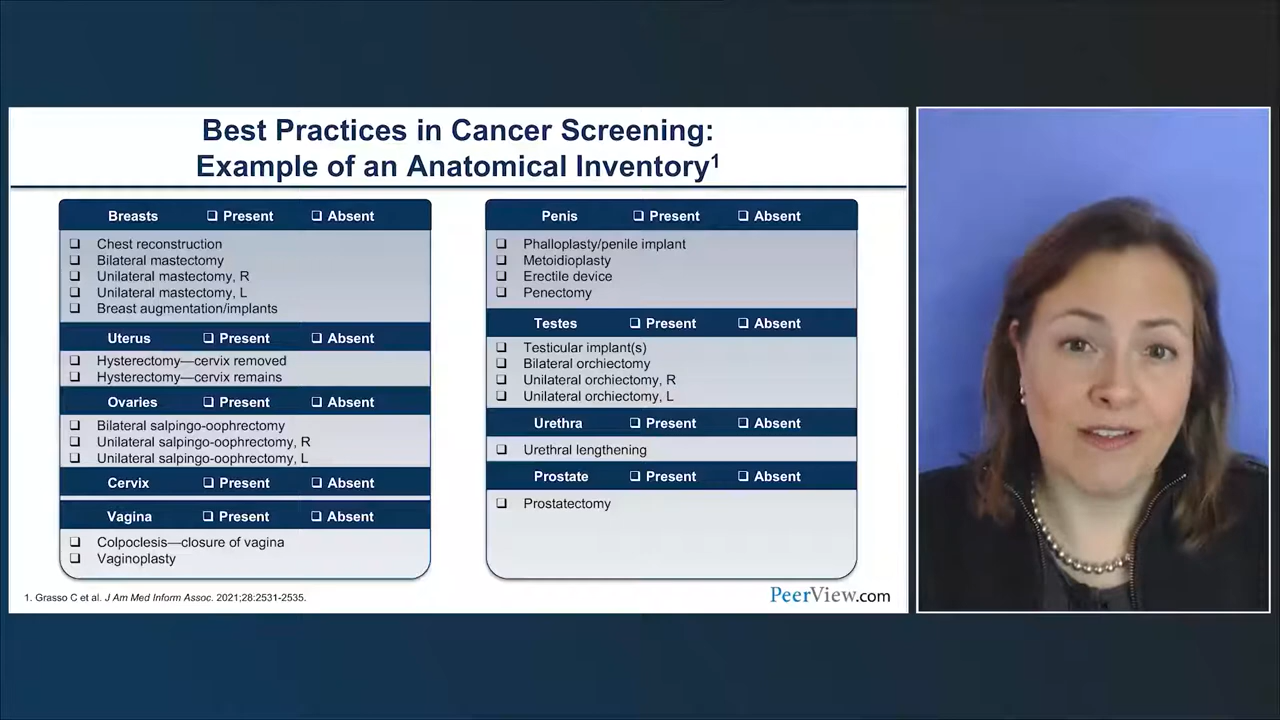 Best Practices in Cancer Screening:
Example of an Anatomical Inventory1
Breasts ❑ Present ❑ Absent
❑ Chest reconstruction
❑ Bilateral mastectomy
❑ Unilateral mastectomy, R
❑ Unilateral mastectomy, L
❑ Breast augmentation/implants
Uterus ❑ Present ❑ Absent
❑ Hysterectomy—cervix removed
❑ Hysterectomy—cervix remains
Ovaries ❑ Present ❑ Absent
❑ Bilateral salpingo-oophrectomy
❑ Unilateral salpingo-oophrectomy, R
❑ Unilateral salpingo-oophrectomy, L
Cervix ❑ Present ❑ Absent
Vagina ❑ Present ❑ Absent
❑ Colpoclesis—closure of vagina
❑ Vaginoplasty
Penis ❑ Present ❑ Absent
❑ Phalloplasty/penile implant
❑ Metoidioplasty
❑ Erectile device
❑ Penectomy
Testes ❑ Present ❑ Absent
❑ Testicular implant(s)
❑ Bilateral orchiectomy
❑ Unilateral orchiectomy, R
❑ Unilateral orchiectomy, L
Urethra ❑ Present ❑ Absent
❑ Urethral lengthening
Prostate ❑ Present ❑ Absent
❑ Prostatectomy
1. Grasso C et al. J Am Med Inform Assoc. 2021;28:2531-2535.
PeerView.com